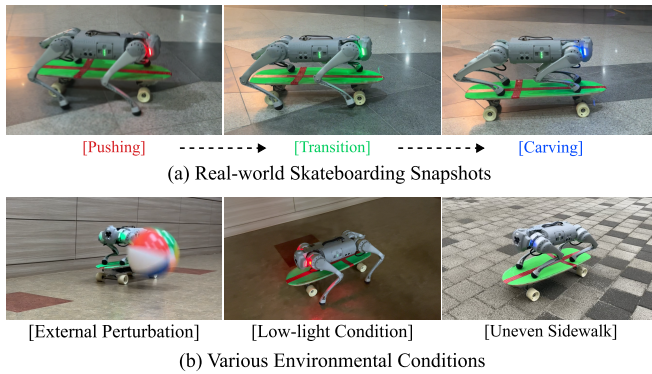 [Pushing] [Transition] [Carving]
(a) Real-world Skateboarding Snapshots
[External Perturbation] [Low-light Condition] [Uneven Sidewalk]
(b) Various Environmental Conditions